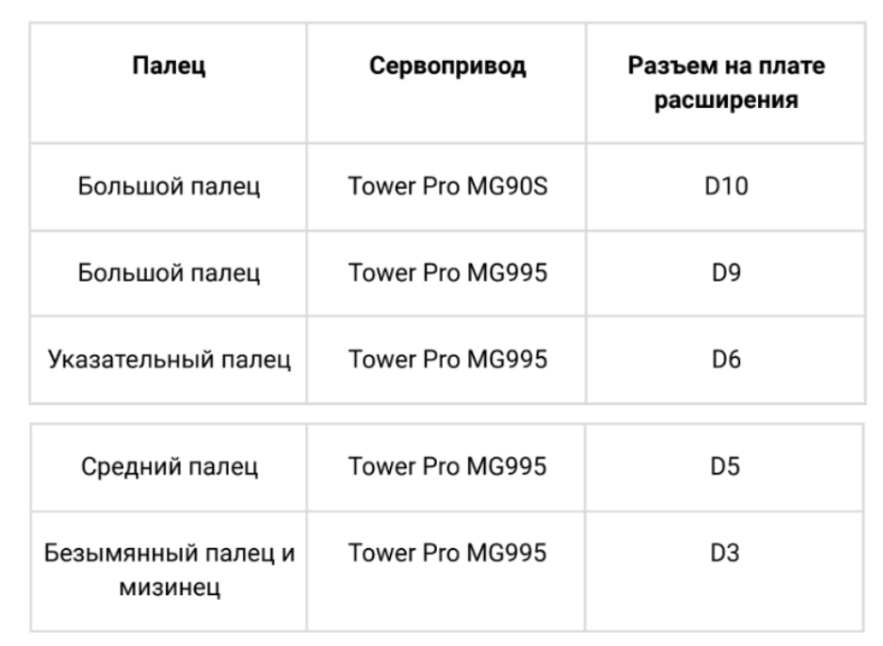 Палец Сервопривод Разъем на плате
расширения
Большой палец Tower Pro MG90S D10
Большой палец Tower Pro MG995 D9
Указательный палец Tower Pro MG995 D6
Средний палец Tower Pro MG995 D5
Безымянный палец и Tower Pro MG995 D3
мизинец